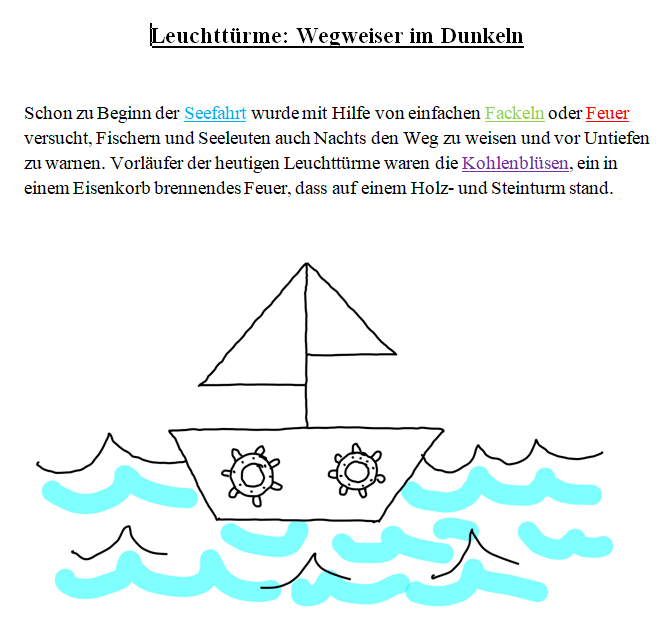 Leuchttürme: Wegweiser im Dunkeln
Schon zu Beginn der Seefahrt wurde mit Hilfe von einfachen Fackeln oder Feuer
versucht, Fischern und Seeleuten auch Nachts den Weg zu weisen und vor Untiefen
zu warnen. Vorläufer der heutigen Leuchttürme waren die Kohlenblüsen, ein in
einem Eisenkorb brennendes Feuer, dass auf einem Holz- und Steinturm stand.